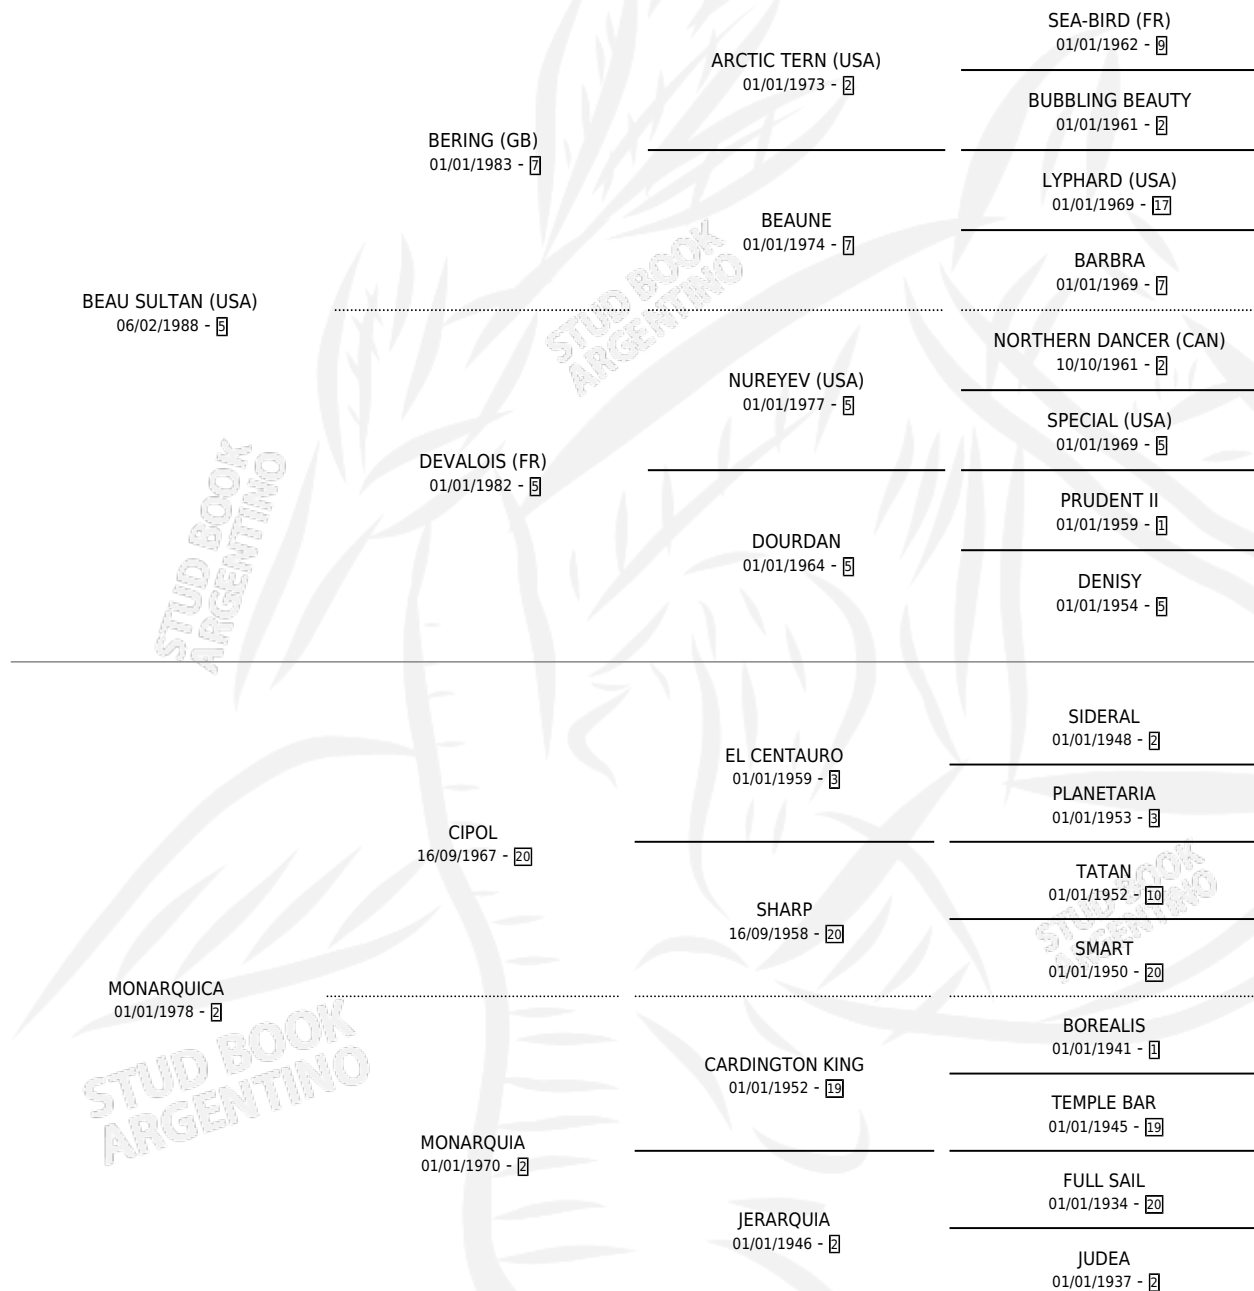 SEA-BIRD (FR)
01/01/1962 - 9
ARCTIC TERN (USA)
01/01/1973 - 2
BUBBLING BEAUTY
01/01/1961 - 2
BERING (GB)
01/01/1983 - 7
LYPHARD (USA)
01/01/1969 - 17
BEAUNE
01/01/1974 - 7
BARBRA
01/01/1969 - 7
BEAU SULTAN (USA)
06/02/1988 - 5
NORTHERN DANCER (CAN)
10/10/1961 - 2
NUREYEV (USA)
01/01/1977 - 5
SPECIAL (USA)
01/01/1969 - 5
DEVALOIS (FR)
01/01/1982 - 5
PRUDENT II
01/01/1959 - 1
DOURDAN
01/01/1964 - 5
DENISY
01/01/1954 - 5
SIDERAL
01/01/1948 - 2
EL CENTAURO
01/01/1959 - 3
PLANETARIA
01/01/1953 - 3
CIPOL
16/09/1967 - 20
TATAN
01/01/1952 - 10
SHARP
16/09/1958 - 20
SMART
01/01/1950 - 20
MONARQUICA
01/01/1978 - 2
BOREALIS
01/01/1941 - 1
CARDINGTON KING
01/01/1952 - 19
TEMPLE BAR
01/01/1945 - 19
MONARQUIA
01/01/1970 - 2
FULL SAIL
01/01/1934 - 20
JERARQUIA
01/01/1946 - 2
JUDEA
01/01/1937 - 2
STUD BOOK
ARGENTINO
STUD BOOK
ARGENTINO
STUD BOOK
ARGENTINO
STUD BOOK
ARGENTINO